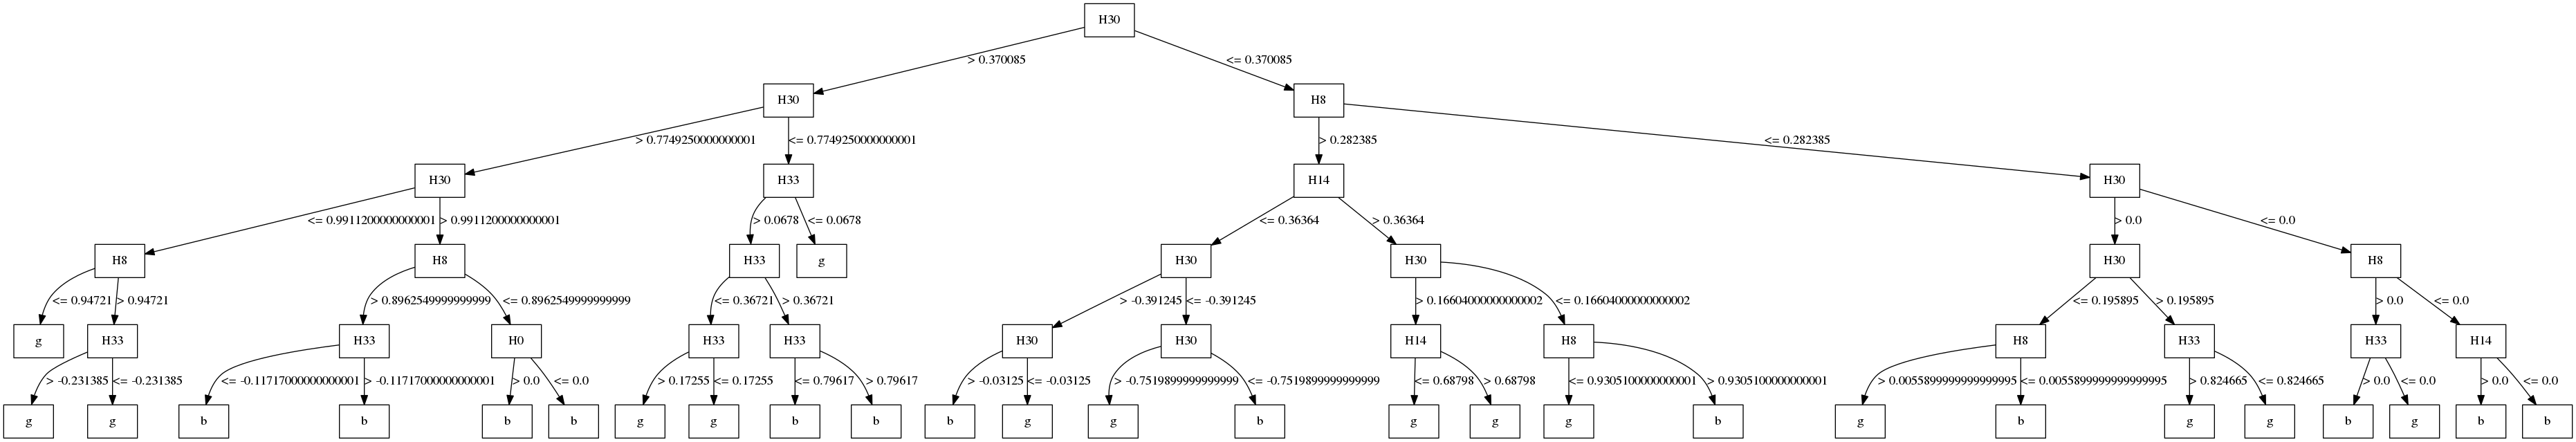 H30
> 0.370085
<= 0.370085
H30
H8
> 0.7749250000000001
<= 0.7749250000000001
> 0.282385
<= 0.282385
H30
H33
H14
H30
<= 0.9911200000000001
> 0.9911200000000001
> 0.0678
<= 0.0678
<= 0.36364
> 0.36364
> 0.0
<= 0.0
H8
H8
H33
g
H30
H30
H30
H8
<= 0.94721
> 0.94721
> 0.8962549999999999
<= 0.8962549999999999
<= 0.36721
> 0.36721
> -0.391245
<= -0.391245
> 0.16604000000000002
<= 0.16604000000000002
<= 0.195895
> 0.195895
> 0.0
<= 0.0
g
H33
H33
H0
H33
H33
H30
H30
H14
H8
H8
H33
H33
H14
> -0.231385
<= -0.231385
<= -0.11717000000000001
> -0.11717000000000001
> 0.0
<= 0.0
> 0.17255
<= 0.17255
<= 0.79617
> 0.79617
> -0.03125
<= -0.03125
> -0.7519899999999999
<= -0.7519899999999999
<= 0.68798
> 0.68798
<= 0.9305100000000001
> 0.9305100000000001
> 0.0055899999999999995
<= 0.0055899999999999995
> 0.824665
<= 0.824665
> 0.0
<= 0.0
> 0.0
<= 0.0
g
g
b
b
b
b
g
g
b
b
b
g
g
b
g
g
g
b
g
b
g
g
b
g
b
b